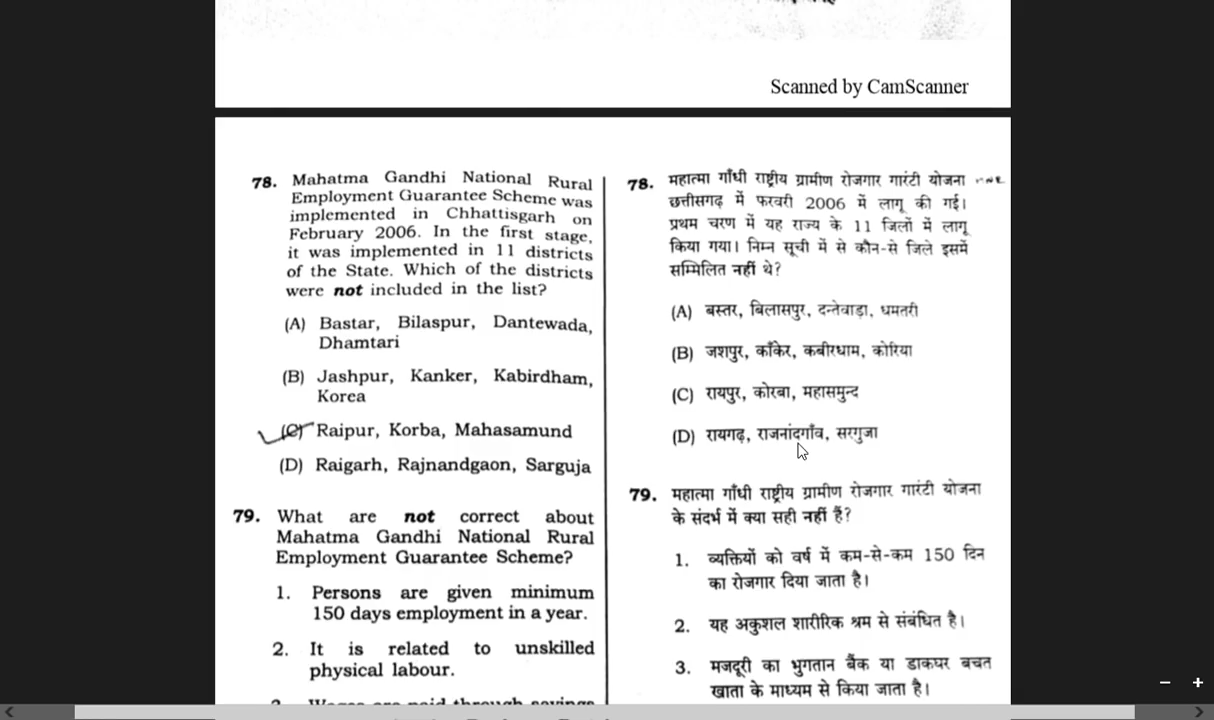 Scanned by CamScanner
78. Mahatma Gandhi National Rural
Employment Guarantee Scheme was
implemented in Chhattisgarh on
February 2006. In the first stage,
it was implemented in 11 districts
of the State. Which of the districts
were not included in the list?
(A) Bastar, Bilaspur, Dantewada,
Dhamtari
(B) Jashpur, Kanker, Kabirdham,
Korea
(C) Raipur, Korba, Mahasamund
(D) Raigarh, Rajnandgaon, Sarguja
79. What are not correct about
Mahatma Gandhi National Rural
Employment Guarantee Scheme?
1. Persons are given minimum
150 days employment in a year.
2. It is related to unskilled
physical labour.
78. महात्मा गाँधी राष्ट्रीय ग्रामीण रोजगार गारंटी योजना
छत्तीसगढ़ में फरवरी 2006 में लागू की गई।
प्रथम चरण में यह राज्य के 11 जिलों में लागू
किया गया। निम्न सूची में से कौन-से जिले इसमें
सम्मिलित नहीं थे?
(A) बस्तर, बिलासपुर, दन्तेवाड़ा, धमतरी
(B) जशपुर, काँकेर, कबीरधाम, कोरिया
(C) रायपुर, कोरबा, महासमुन्द
(D) रायगढ़, राजनांदगाँव, सरगुजा
79. महात्मा गाँधी राष्ट्रीय ग्रामीण रोजगार गारंटी योजना
के संदर्भ में क्या सही नहीं हैं?
1. व्यक्तियों को वर्ष में कम-से-कम 150 दिन
का रोजगार दिया जाता है।
2. यह अकुशल शारीरिक श्रम से संबंधित है।
3. मजदूरी का भुगतान बैंक या डाकघर बचत
खाता के माध्यम से किया जाता है।